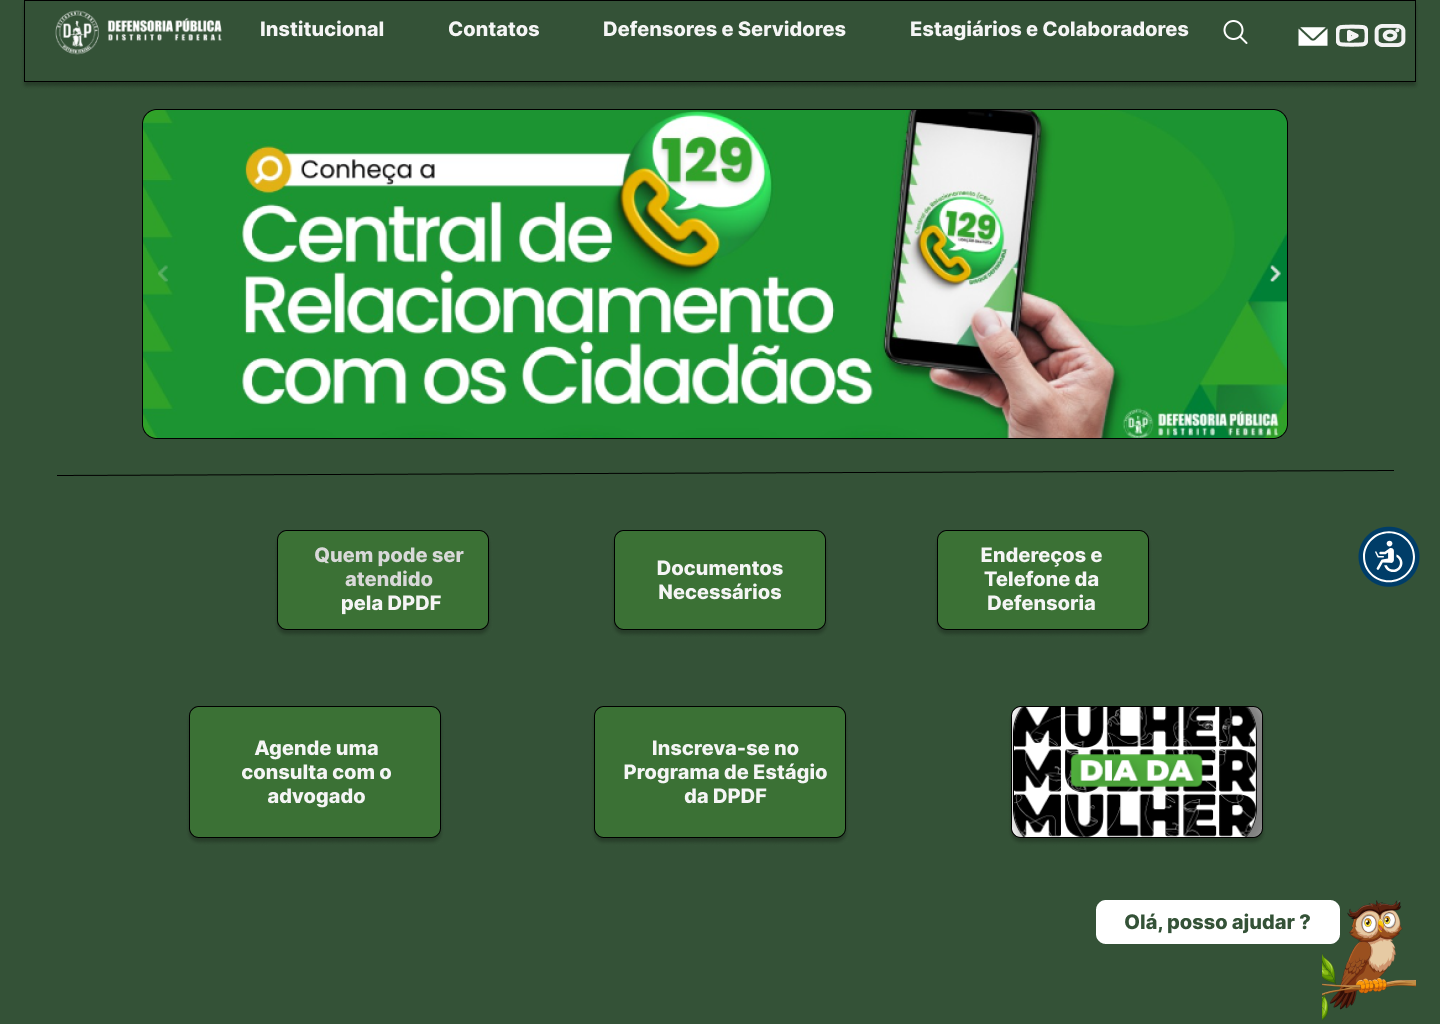 DEFENSORIA PÚBLICA
DISTRITO FEDERAL
Institucional
Contatos
Defensores e Servidores
Estagiários e Colaboradores
Conheça a
129
Central de
Relacionamento
com os Cidadãos
129
DEFENSORIA PÚBLICA
DISTRITO FEDERAL
Quem pode ser
atendido
pela DPDF
Documentos
Necessários
Endereços e
Telefone da
Defensoria
Agende uma
consulta com o
advogado
Inscreva-se no
Programa de Estágio
da DPDF
MULHER
MULHER
DIA DA
MULHER
Olá, posso ajudar ?